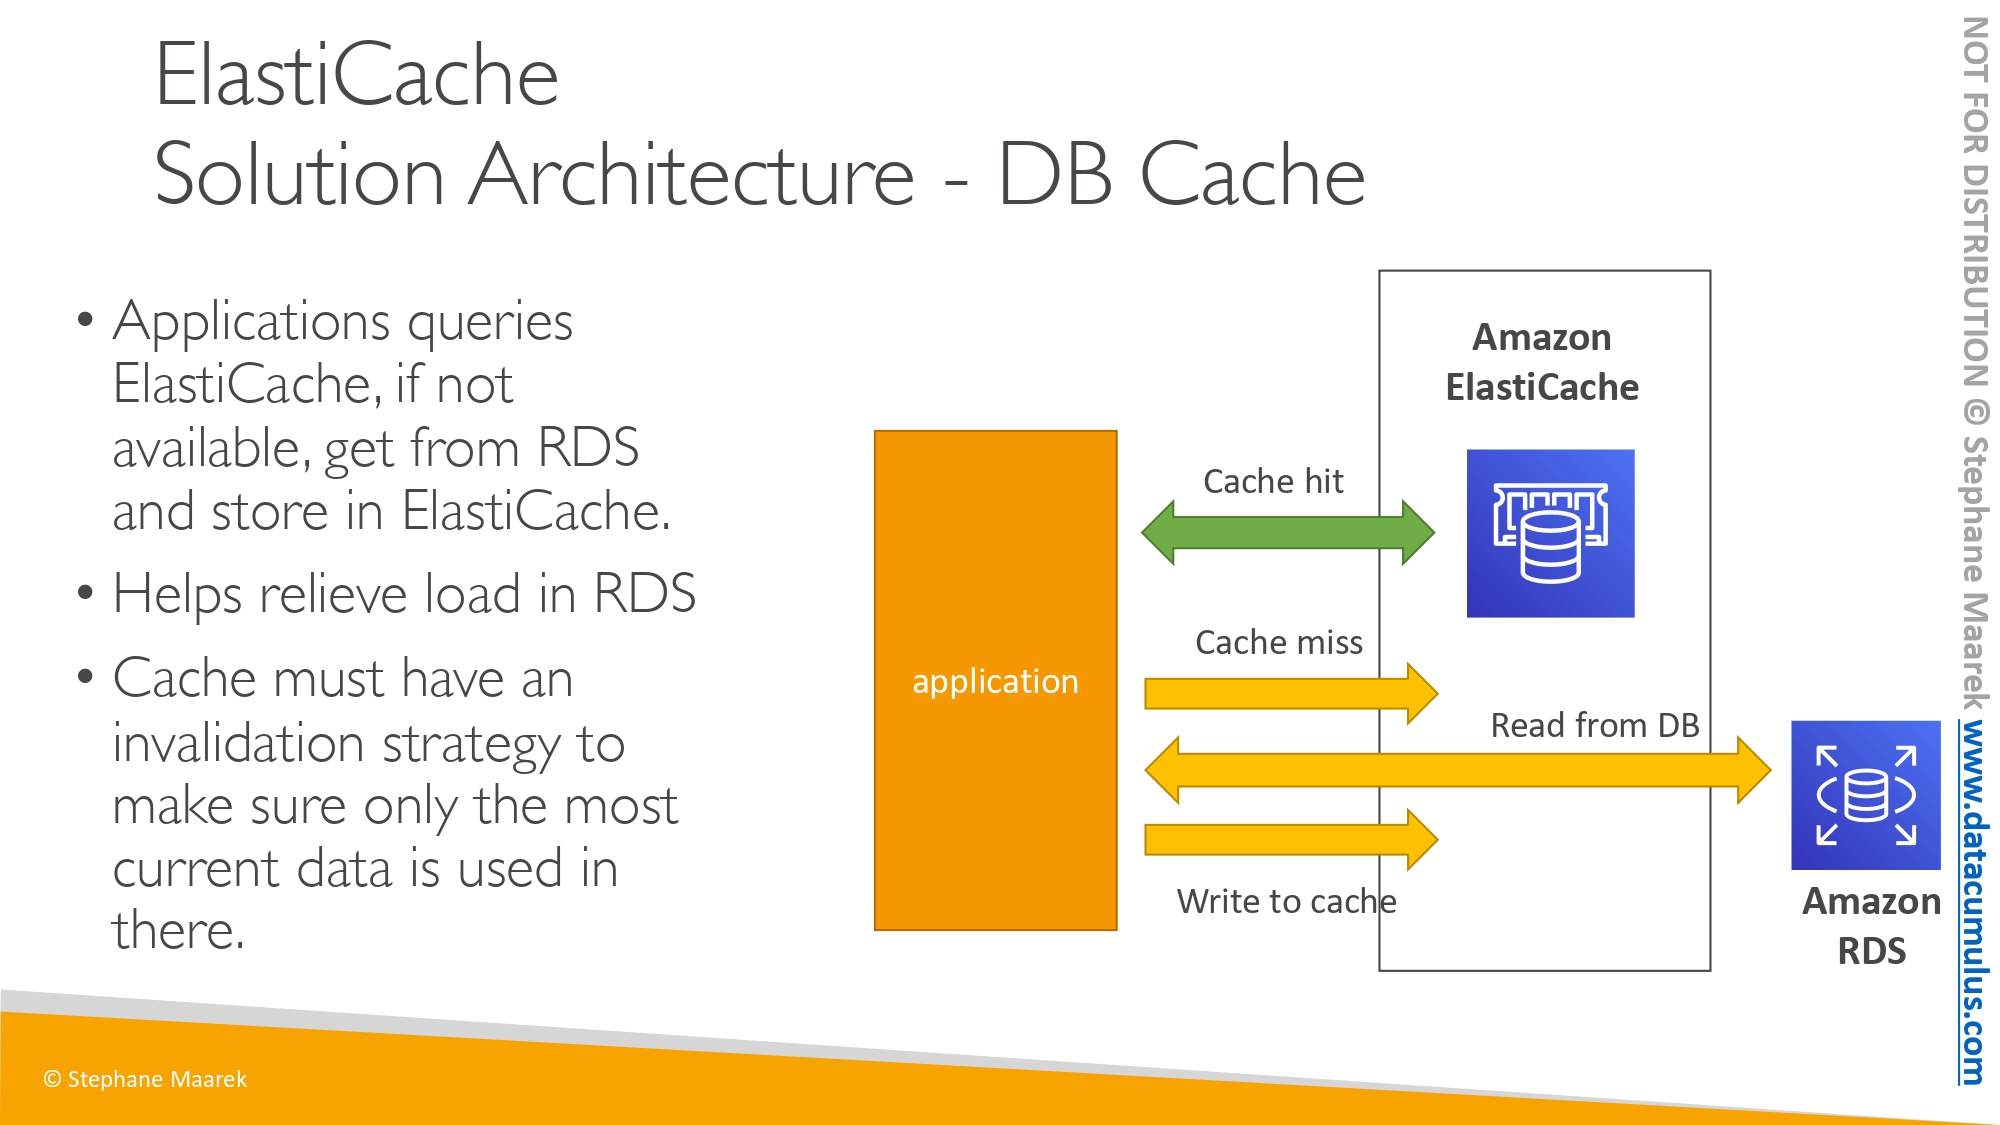 ElastiCache
Solution Architecture - DB Cache
• Applications queries
ElastiCache, if not
available, get from RDS
and store in ElastiCache.
• Helps relieve load in RDS
• Cache must have an
invalidation strategy to
make sure only the most
current data is used in
there.
application
Cache hit
Cache miss
Read from DB
Write to cache
Amazon
ElastiCache
Amazon
RDS
© Stephane Maarek
NOT FOR DISTRIBUTION © Stephane Maarek www.datacumulus.com